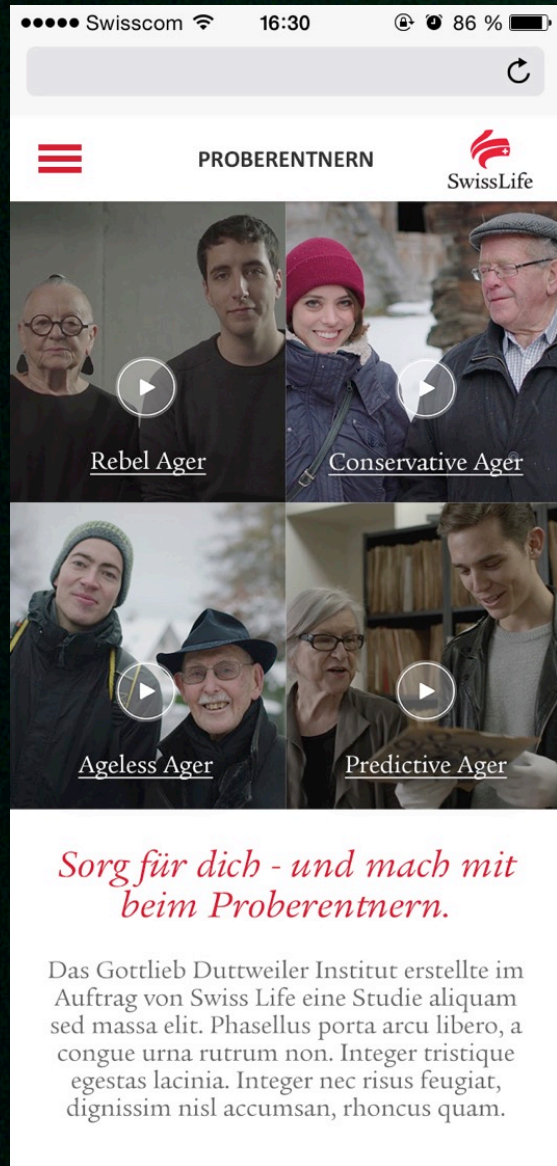 Swisscom 16:30 86 %
PROBERENTNERN
SwissLife
Rebel Ager
Conservative Ager
Ageless Ager
Predictive Ager
Sorg für dich - und mach mit
beim Proberentnern.
Das Gottlieb Duttweiler Institut erstellte im
Auftrag von Swiss Life eine Studie aliquam
sed massa elit. Phasellus porta arcu libero, a
congue urna rutrum non. Integer tristique
egestas lacinia. Integer nec risus feugiat,
dignissim nisl accumsan, rhoncus quam.